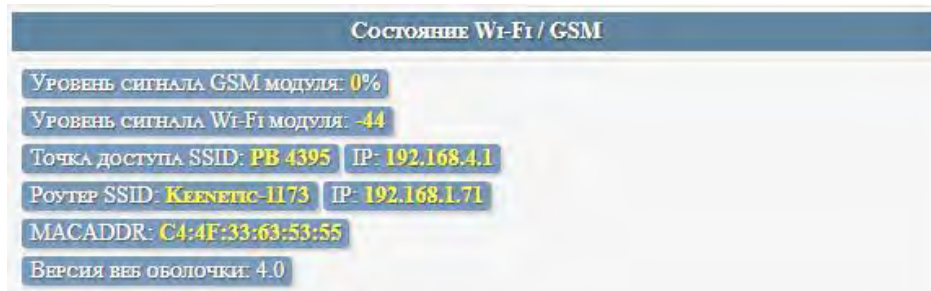 Состояние Wi-Fi / GSM
Уровень сигнала GSM модуля: 0%
Уровень сигнала Wi-Fi модуля: -44
Точка доступа SSID: PB 4395 IP: 192.168.4.1
Роутер SSID: Keenetic-1173 IP: 192.168.1.71
MACADDR: C4:4F:33:63:53:55
Версия веб оболочки: 4.0